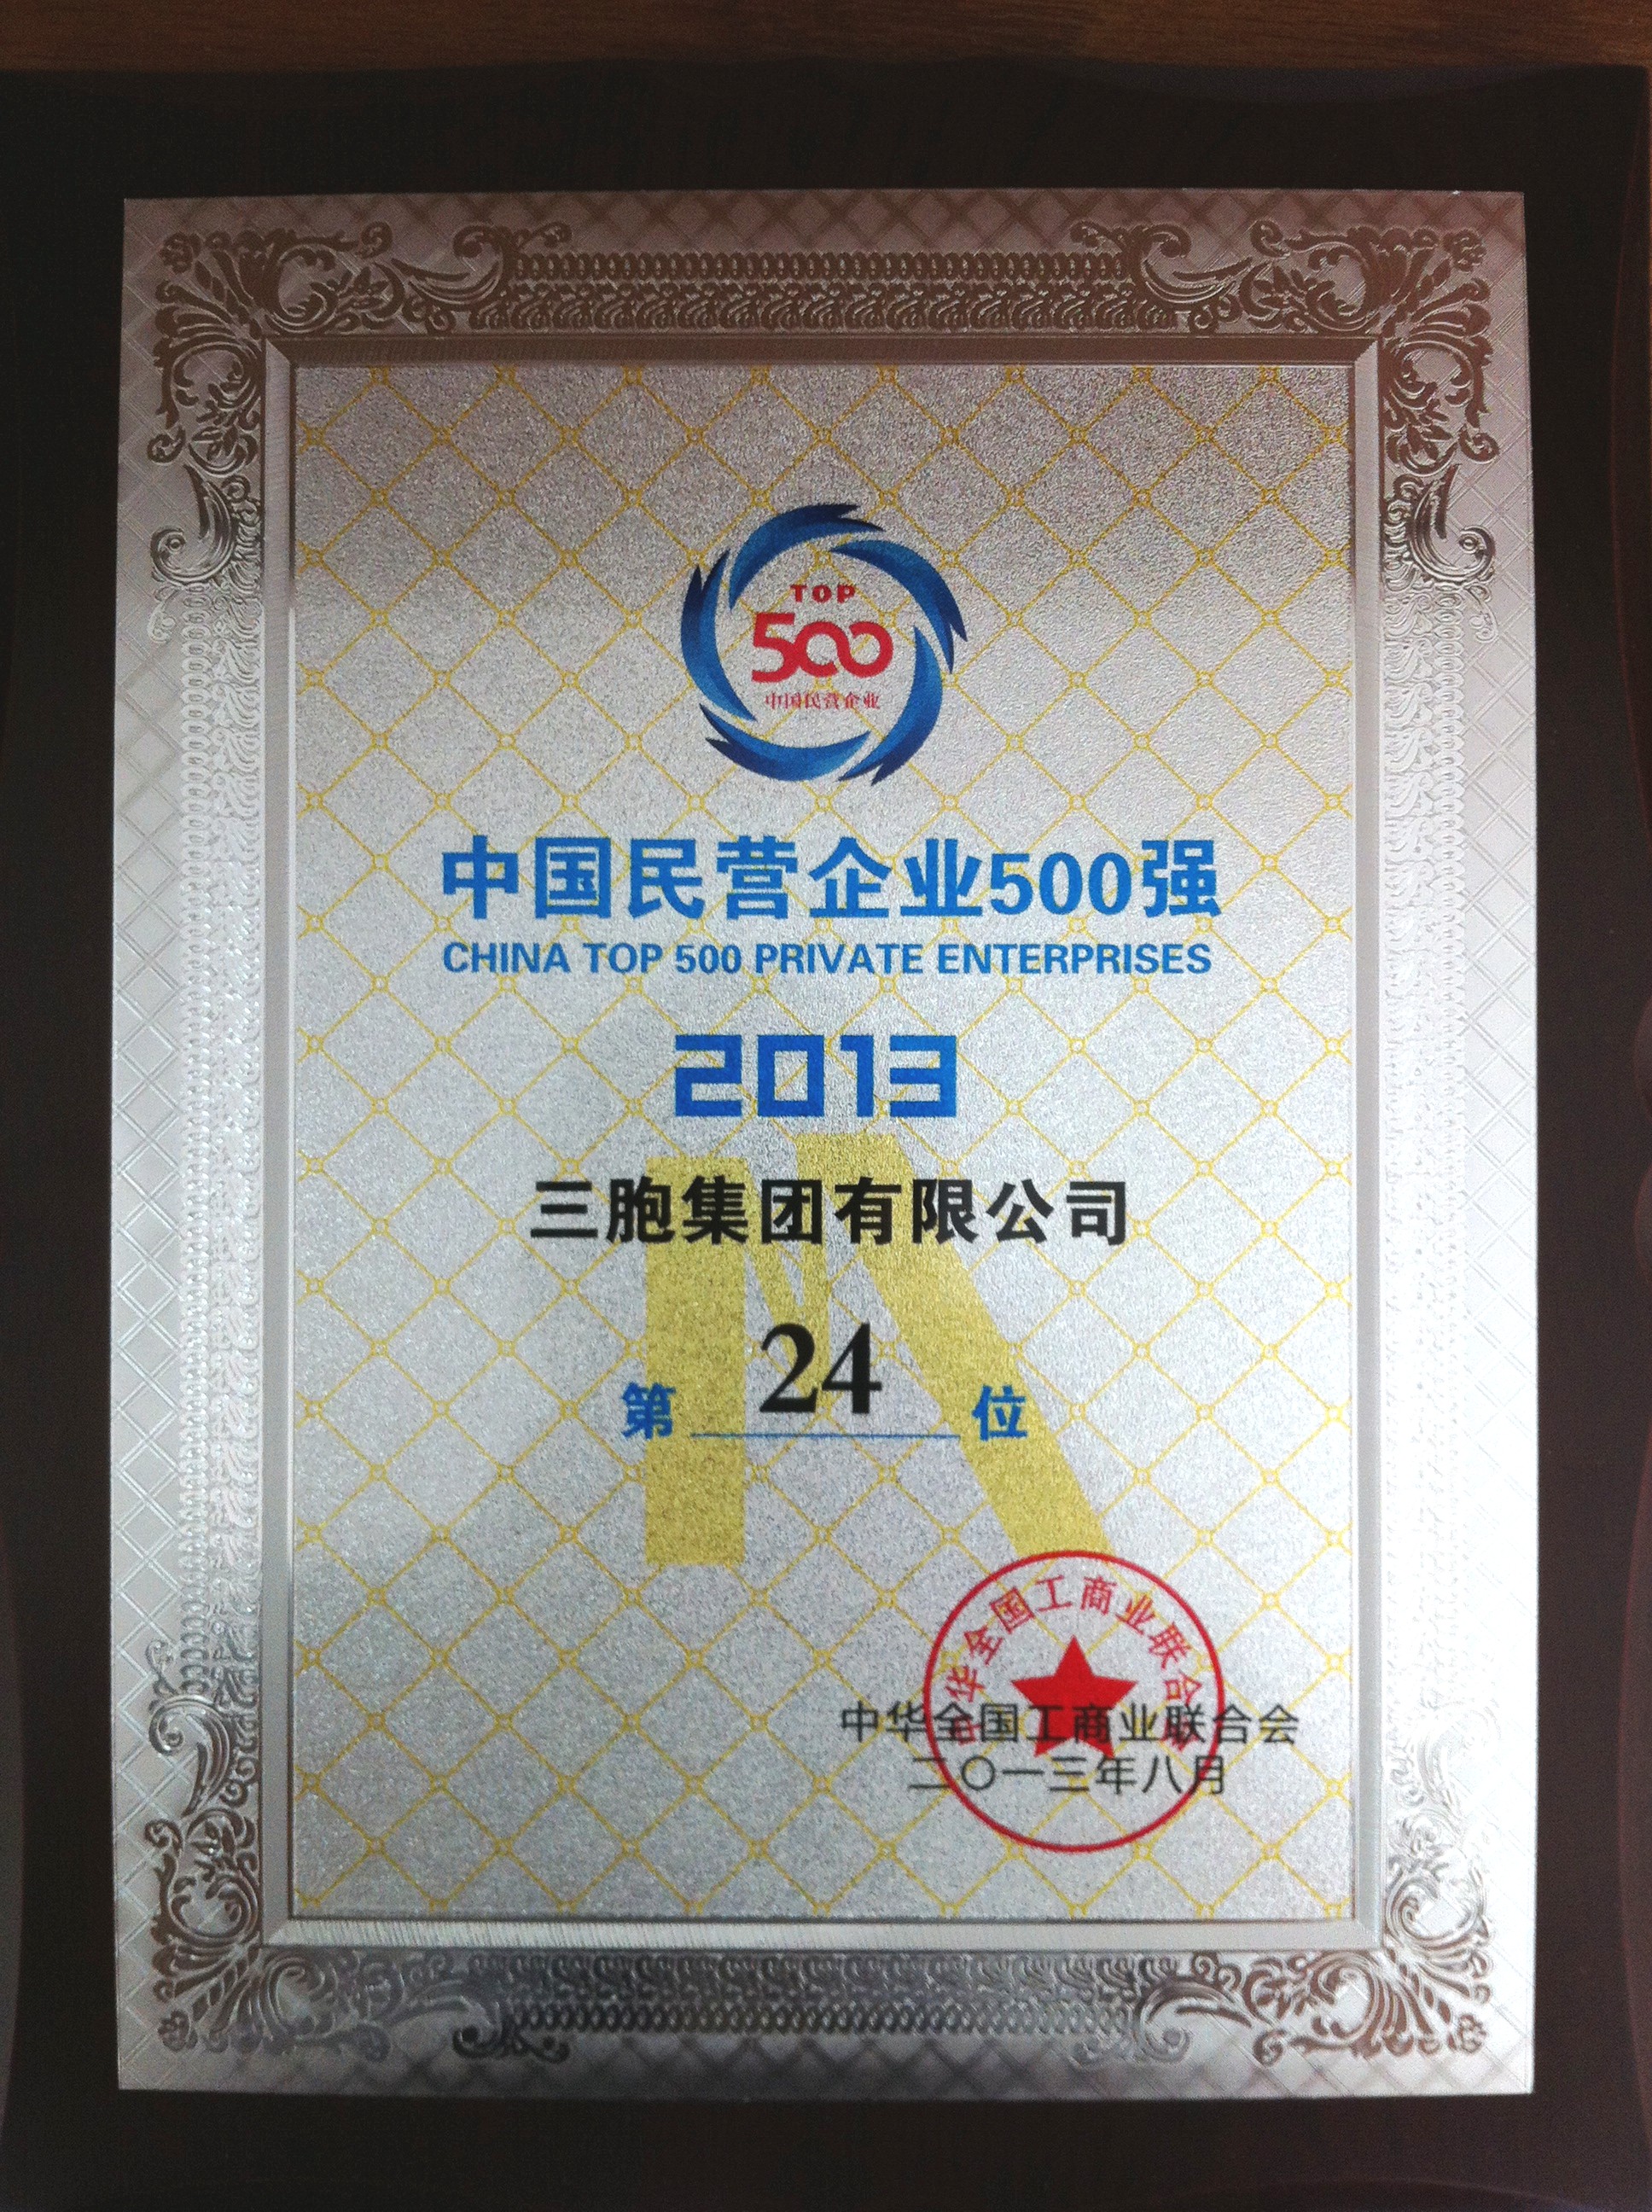 TOP
500
中国民营企业
中国民营企业500强
CHINA TOP 500 PRIVATE ENTERPRISES
2013
三胞集团有限公司
第 24 位
中华全国工商业联合会
中华全国工商业联合会
二〇一三年八月